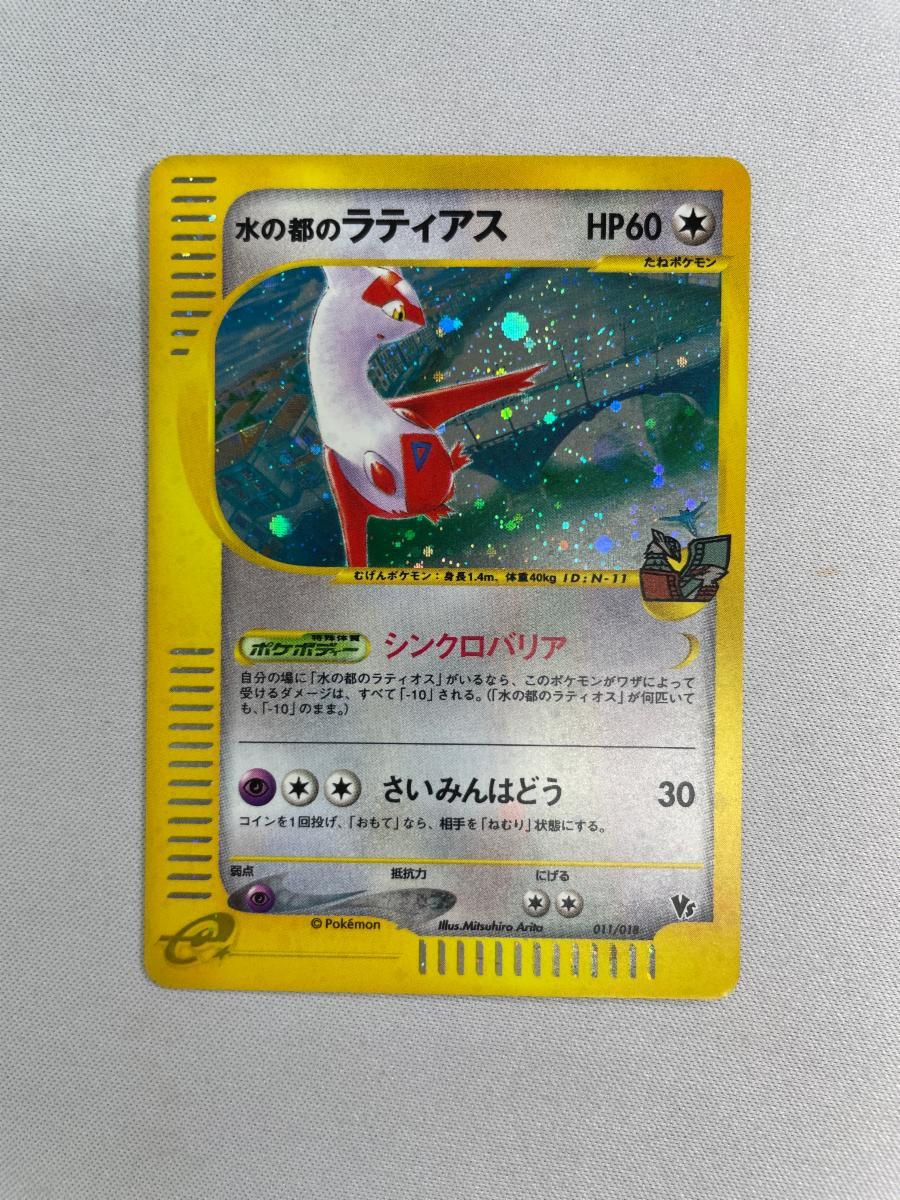 水の都のラティアス HP60
たねポケモン
むげんポケモン:身長1.4m、体重40kg ID:N-11
特殊体質
ポケボディー シンクロバリア
自分の場に「水の都のラティオス」がいるなら、このポケモンがワザによって
受けるダメージは、すべて「-10」される。(「水の都のラティオス」が何匹いて
も、「-10」のまま。)
さいみんはどう 30
コインを1回投げ、「おもて」なら、相手を「ねむり」状態にする。
弱点 抵抗力 にげる
© Pokémon Illus.Mitsuhiro Arita 011/018 VS
e